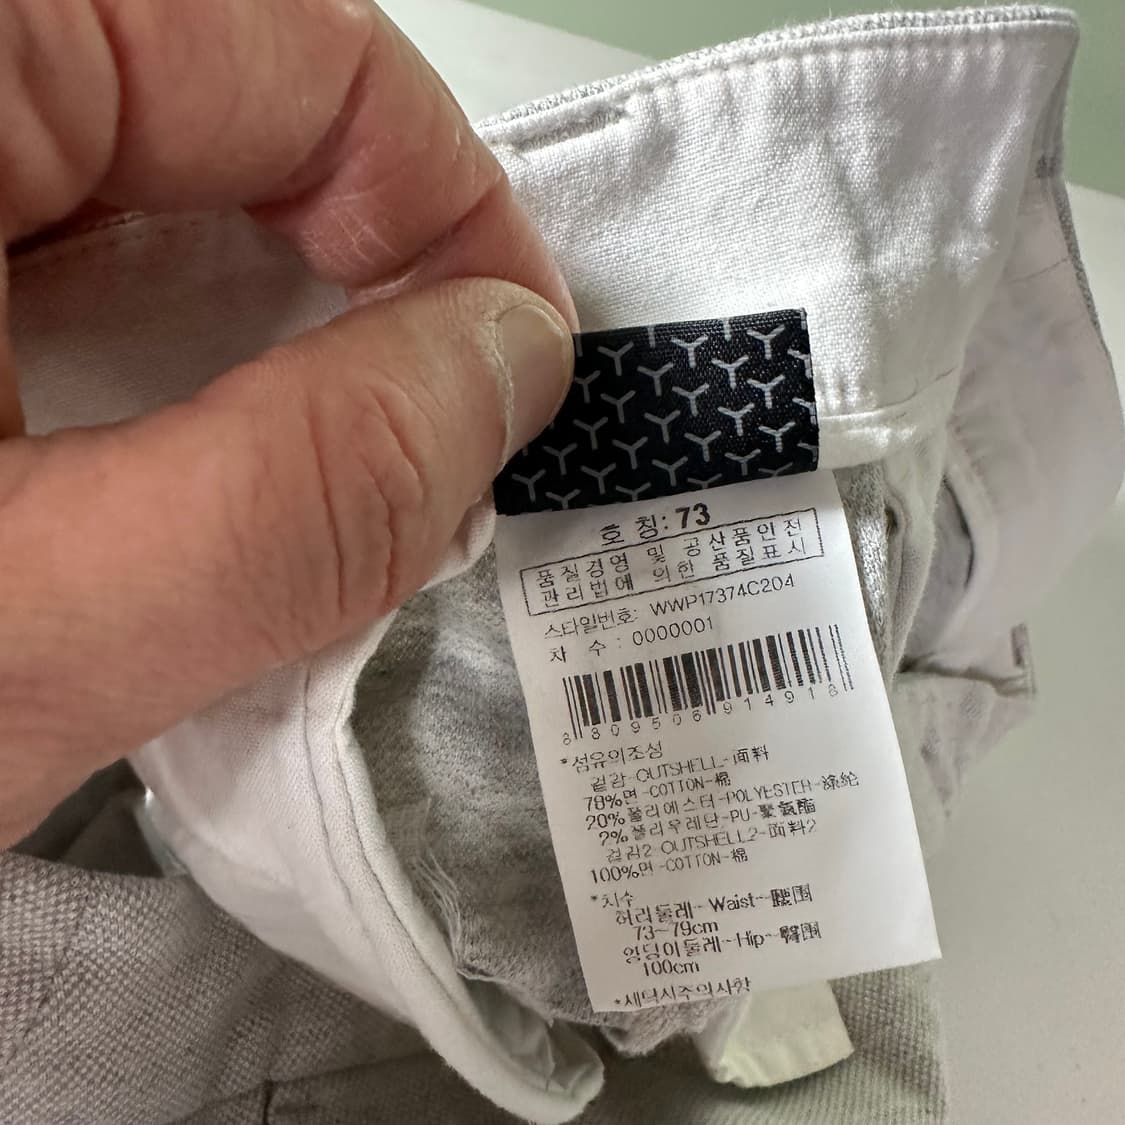 호 칭: 73
품질경영 및 공산품안전
관리법에 의한 품질표시
스타일번호: WWP17374C204
차 수 : 0000001
8 809506 914918
*섬유의조성
겉감-OUTSHELL-面料
78%면-COTTON-棉
20%폴리에스터-POLYESTER-涤纶
2%폴리우레탄-PU-聚氨酯
겉감2-OUTSHELL2-面料2
100%면-COTTON-棉
*치수
허리둘레-Waist-腰围
73~79cm
엉덩이둘레-Hip-臀围
100cm
*세탁시주의사항